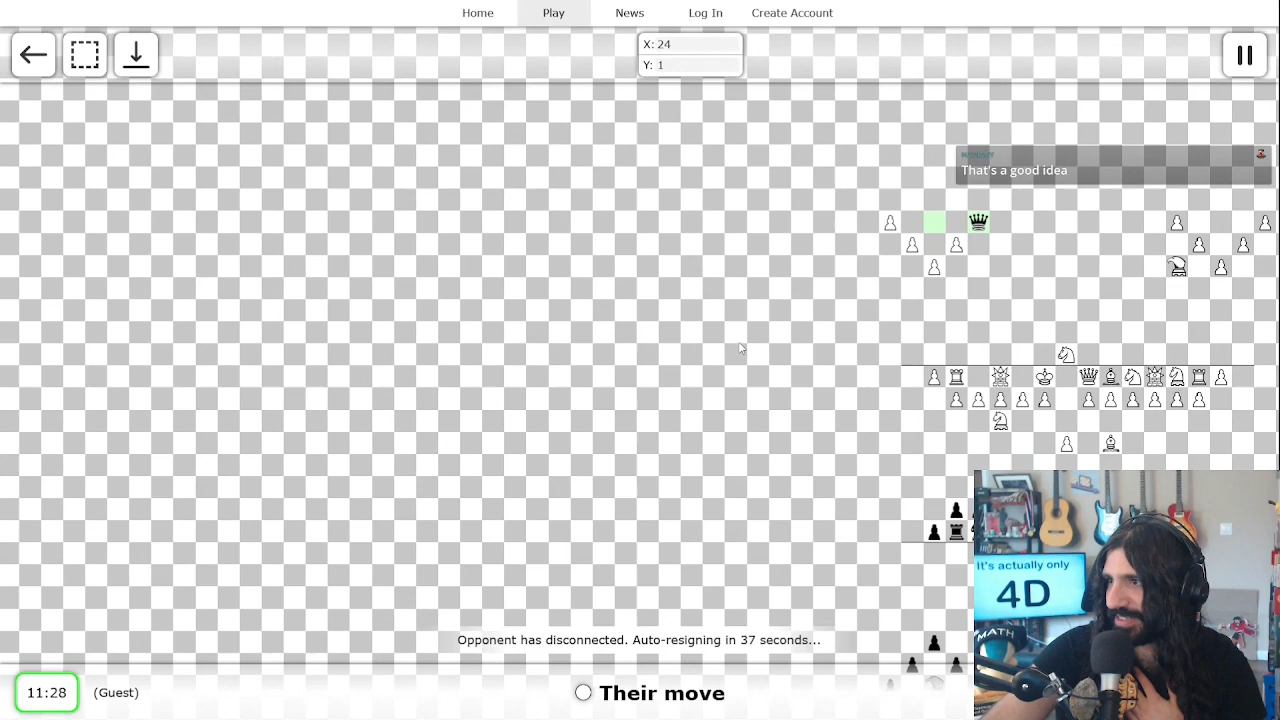 Home Play News Log In Create Account
X: 24
Y: 1
That's a good idea
It's actually only
4D
MATH
Opponent has disconnected. Auto-resigning in 37 seconds...
11:28 (Guest) Their move